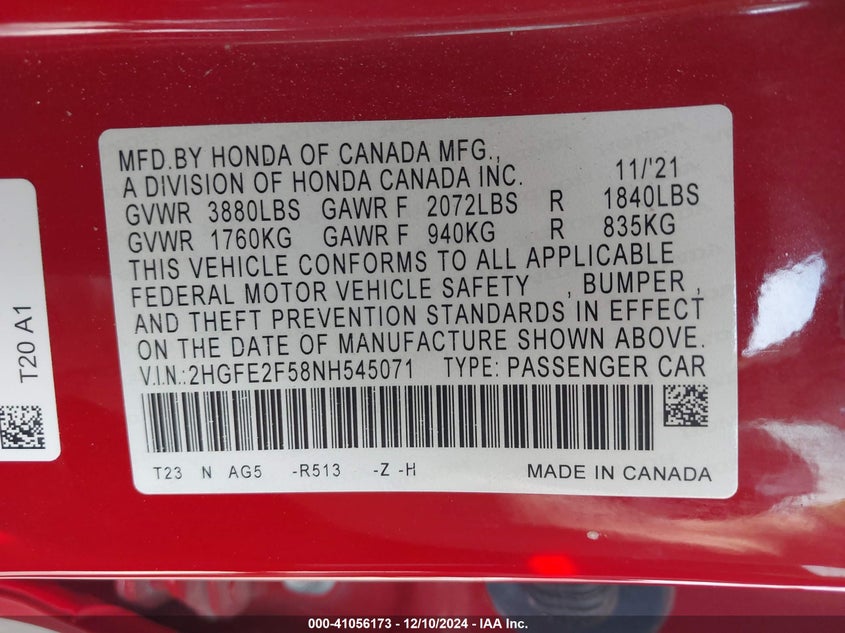 MFD.BY HONDA OF CANADA MFG.,
A DIVISION OF HONDA CANADA INC. 11/'21
GVWR 3880LBS GAWR F 2072LBS R 1840LBS
GVWR 1760KG GAWR F 940KG R 835KG
THIS VEHICLE CONFORMS TO ALL APPLICABLE
FEDERAL MOTOR VEHICLE SAFETY , BUMPER ,
AND THEFT PREVENTION STANDARDS IN EFFECT
ON THE DATE OF MANUFACTURE SHOWN ABOVE.
V.I.N.:2HGFE2F58NH545071 TYPE: PASSENGER CAR
T23 N AG5 -R513 -Z -H MADE IN CANADA
T20 A1
000-41056173 - 12/10/2024 - IAA Inc.